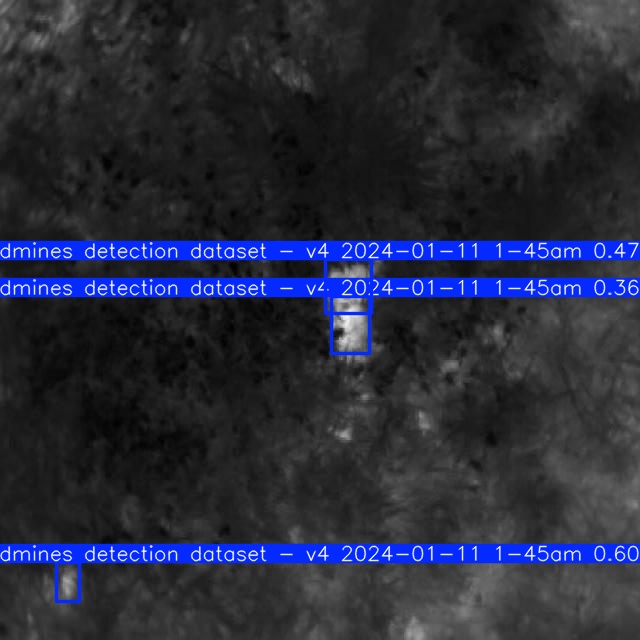 dmines detection dataset - v4 2024-01-11 1-45am 0.47
dmines detection dataset - v4 2024-01-11 1-45am 0.36
dmines detection dataset - v4 2024-01-11 1-45am 0.60